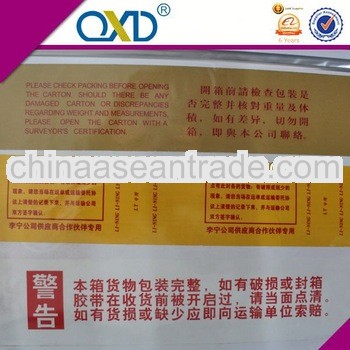 QXD®
Alibaba.com
6 Years
PLEASE CHECK PACKING BEFORE OPENING
THE CARTON. SHOULD THERE BE ANY
DAMAGED CARTON OR DISCREPANCIES
REGARDING WEIGHT AND MEASUREMENTS.
PLEASE OPEN THE CARTON WITH A
SURVEYOR'S CERTIFICATION.
開箱前請檢查包裝是
否完整并核對重量及体
積，如有差异，切勿開
箱，即與本公司聯絡。
chinaaseantrade.com
李宁公司供应商合作伙伴专用
李宁公司供应商合作伙伴专用
警告
本箱货物包装完整，如有破损或封箱
胶带在收货前被开启过，请当面点清。
如有货损或缺少应即向运输单位索赔。